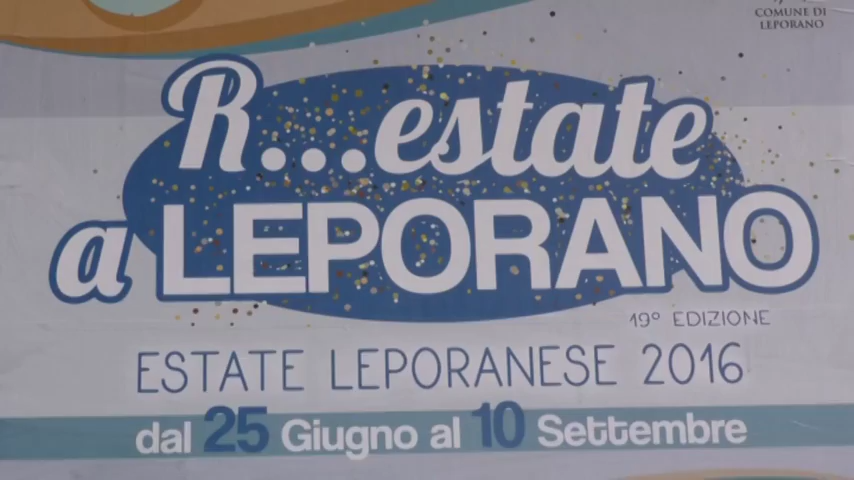 COMUNE DI
LEPORANO
R...estate
a LEPORANO
19° EDIZIONE
ESTATE LEPORANESE 2016
dal 25 Giugno al 10 Settembre